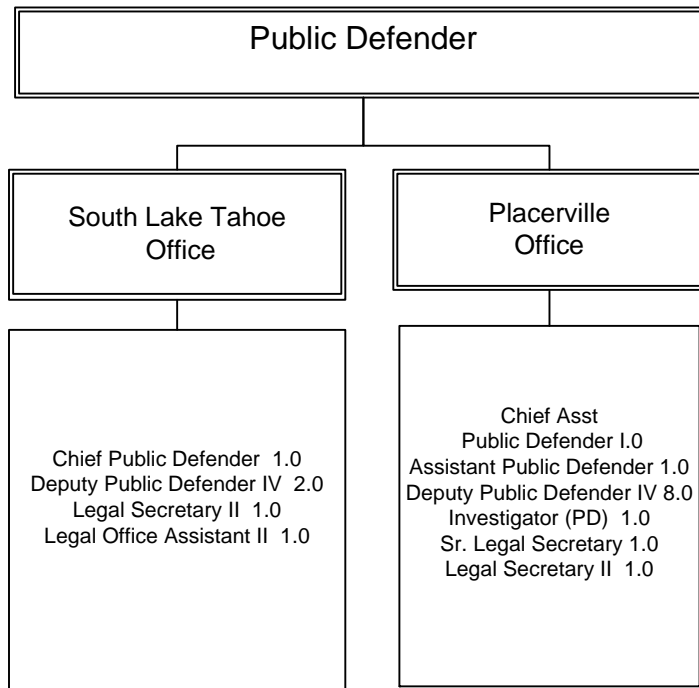 Public Defender
South Lake Tahoe
Office
Placerville
Office
Chief Public Defender 1.0
Deputy Public Defender IV 2.0
Legal Secretary II 1.0
Legal Office Assistant II 1.0
Chief Asst
Public Defender I.0
Assistant Public Defender 1.0
Deputy Public Defender IV 8.0
Investigator (PD) 1.0
Sr. Legal Secretary 1.0
Legal Secretary II 1.0